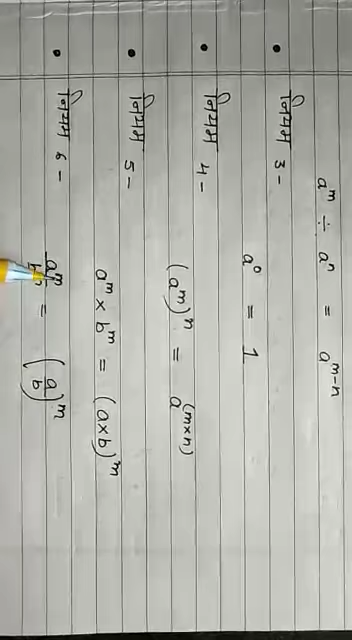 a^m ÷ a^n = a^{m-n}
• नियम 3 - a^0 = 1
• नियम 4 - (a^m)^n = a^{(m×n)}
• नियम 5 - a^m × b^m = (a×b)^m
• नियम 6 - a^m/b^m = (a/b)^m